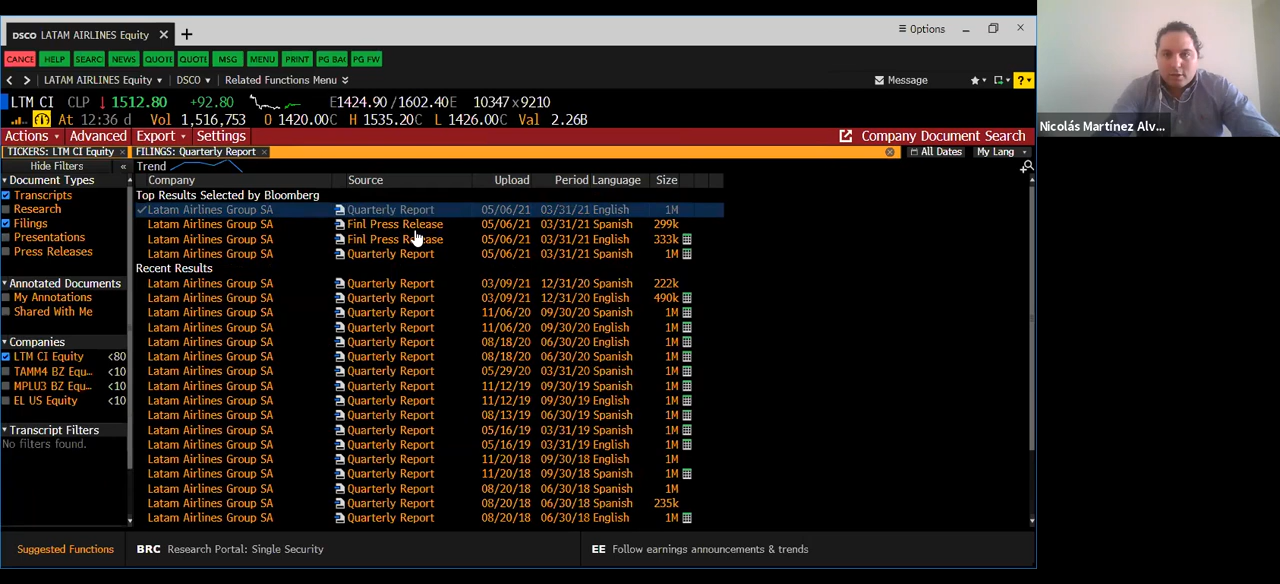 DSCO LATAM AIRLINES Equity × +
Options
CANCE HELP SEARC NEWS QUOTE QUOTE MSG MENU PRINT PG BAC PG FW
LATAM AIRLINES Equity DSCO Related Functions Menu Message
LTM CI CLP ↓ 1512.80 +92.80 E1424.90 /1602.40E 10347 x 9210
At 12:36 d Vol 1,516,753 O 1420.00C H 1535.20C L 1426.00C Val 2.26B
Actions Advanced Export Settings Company Document Search
TICKERS: LTM CI Equity × FILINGS: Quarterly Report × All Dates My Lang
Hide Filters « Trend
Document Types Company Source Upload Period Language Size
Transcripts Top Results Selected by Bloomberg
Research Latam Airlines Group SA Quarterly Report 05/06/21 03/31/21 English 1M
Filings Latam Airlines Group SA Finl Press Release 05/06/21 03/31/21 Spanish 299k
Presentations Latam Airlines Group SA Finl Press Release 05/06/21 03/31/21 English 333k
Press Releases Latam Airlines Group SA Quarterly Report 05/06/21 03/31/21 Spanish 1M
Recent Results
Annotated Documents Latam Airlines Group SA Quarterly Report 03/09/21 12/31/20 Spanish 222k
My Annotations Latam Airlines Group SA Quarterly Report 03/09/21 12/31/20 English 490k
Shared With Me Latam Airlines Group SA Quarterly Report 11/06/20 09/30/20 Spanish 1M
Latam Airlines Group SA Quarterly Report 11/06/20 09/30/20 English 1M
Companies Latam Airlines Group SA Quarterly Report 08/18/20 06/30/20 English 1M
LTM CI Equity <80 Latam Airlines Group SA Quarterly Report 08/18/20 06/30/20 Spanish 1M
TAMM4 BZ Equ... <10 Latam Airlines Group SA Quarterly Report 05/29/20 03/31/20 Spanish 1M
MPLU3 BZ Equ... <10 Latam Airlines Group SA Quarterly Report 11/12/19 09/30/19 Spanish 1M
EL US Equity <10 Latam Airlines Group SA Quarterly Report 11/12/19 09/30/19 English 1M
Latam Airlines Group SA Quarterly Report 08/13/19 06/30/19 Spanish 1M
Transcript Filters Latam Airlines Group SA Quarterly Report 05/16/19 03/31/19 Spanish 1M
No filters found. Latam Airlines Group SA Quarterly Report 05/16/19 03/31/19 English 1M
Latam Airlines Group SA Quarterly Report 11/20/18 09/30/18 English 1M
Latam Airlines Group SA Quarterly Report 11/20/18 09/30/18 Spanish 1M
Latam Airlines Group SA Quarterly Report 08/20/18 06/30/18 Spanish 1M
Latam Airlines Group SA Quarterly Report 08/20/18 06/30/18 Spanish 235k
Latam Airlines Group SA Quarterly Report 08/20/18 06/30/18 English 1M
Suggested Functions BRC Research Portal: Single Security EE Follow earnings announcements & trends
Nicolás Martínez Alv...